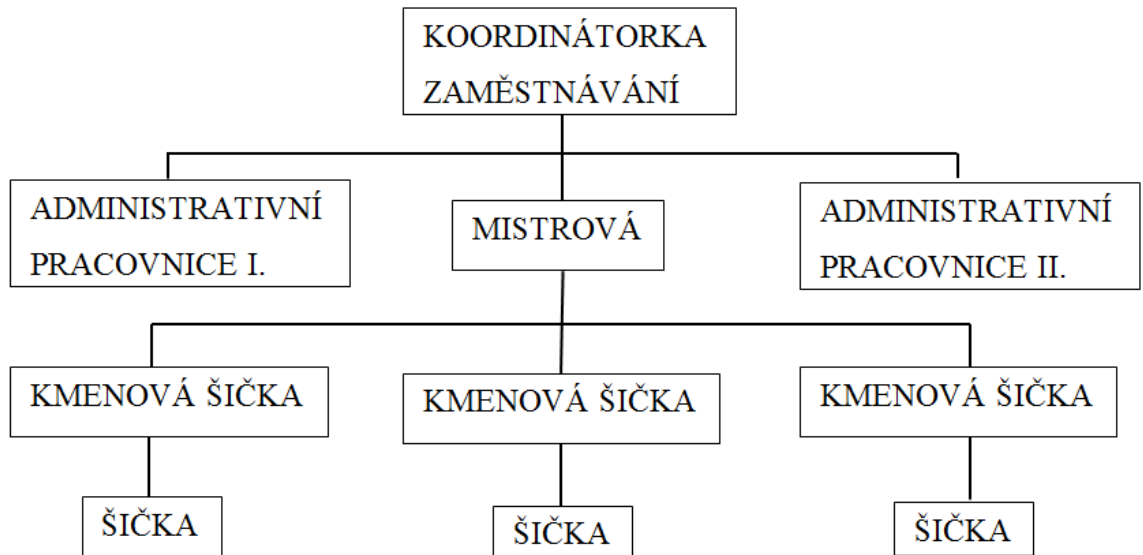 KOORDINÁTORKA
ZAMĚSTNÁVÁNÍ
ADMINISTRATIVNÍ
PRACOVNICE I.
MISTROVÁ
ADMINISTRATIVNÍ
PRACOVNICE II.
KMENOVÁ ŠIČKA
KMENOVÁ ŠIČKA
KMENOVÁ ŠIČKA
ŠIČKA
ŠIČKA
ŠIČKA